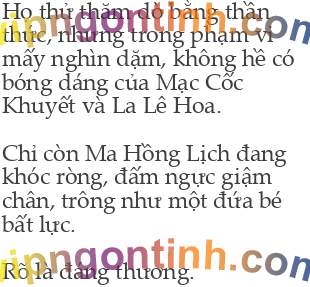 Họ thử thăm dò bằng thần
thức, nhưng trong phạm vi
mấy nghìn dặm, không hề có
bóng dáng của Mạc Cốc
Khuyết và La Lê Hoa.
Chỉ còn Ma Hồng Lịch đang
khóc ròng, đấm ngực giậm
chân, trông như một đứa bé
bất lực.
vipngontinh.com
Rõ là đáng thương.